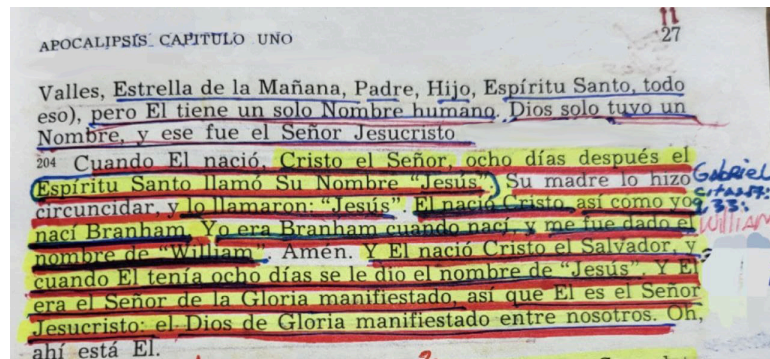 11
APOCALIPSIS CAPITULO UNO 27
Valles, Estrella de la Mañana, Padre, Hijo, Espíritu Santo, todo
eso), pero El tiene un solo Nombre humano. Dios solo tuvo un
Nombre, y ese fue el Señor Jesucristo
204 Cuando El nació, Cristo el Señor, ocho días después el
Espíritu Santo llamó Su Nombre “Jesús”. Su madre lo hizo
circuncidar, y lo llamaron: “Jesús”. El nació Cristo, así como yo
nací Branham. Yo era Branham cuando nací, y me fue dado el
nombre de “William”. Amén. Y El nació Cristo el Salvador, y
cuando El tenía ocho días se le dio el nombre de “Jesús”. Y El
era el Señor de la Gloria manifestado, así que El es el Señor
Jesucristo: el Dios de Gloria manifiestado entre nosotros. Oh,
ahí está El.
Gabriel
William